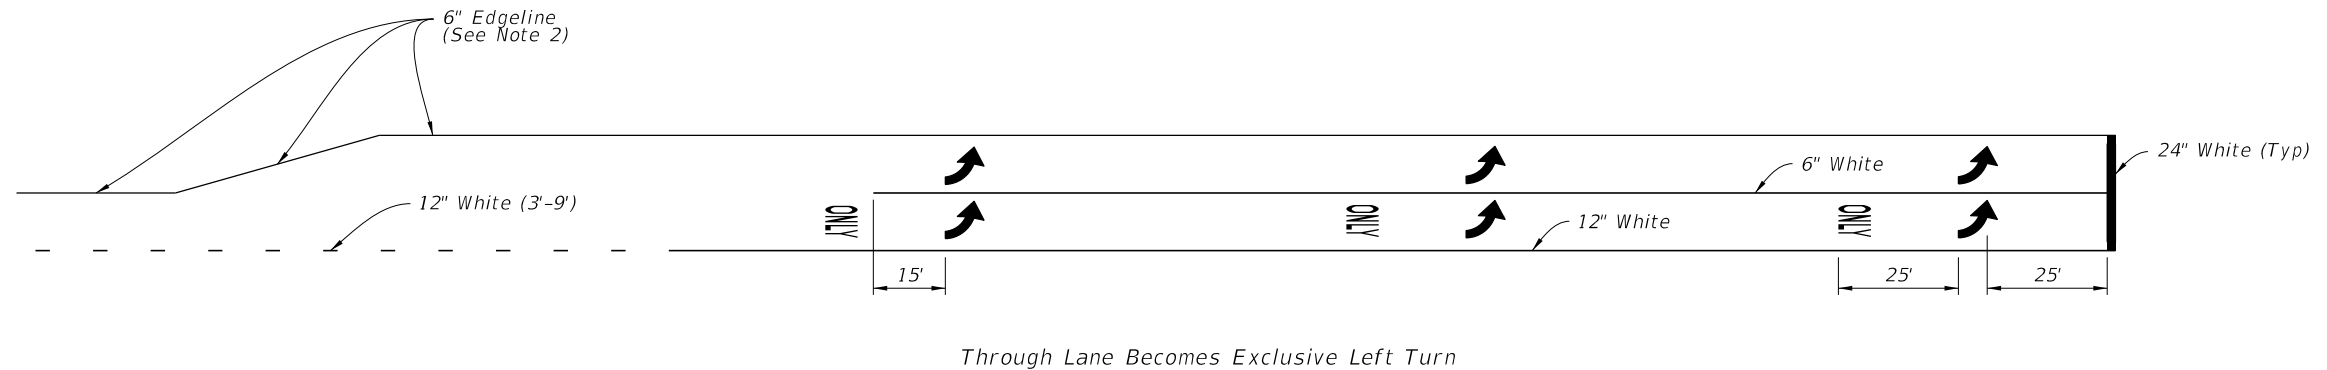 6" Edgeline
(See Note 2)
24" White (Typ)
6" White
12" White (3'-9')
12" White
ONLY
ONLY
ONLY
15'
25'
25'
Through Lane Becomes Exclusive Left Turn